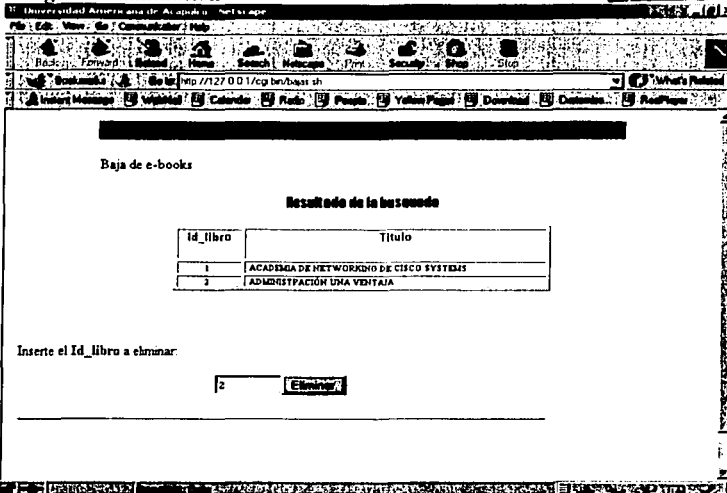 Universidad Americana de Acapulco - Netscape
File Edit View Go Communicator Help
Back Forward Reload Home Search Netscape Print Security Shop Stop
Bookmarks Go to: http://127.0.0.1/cgi-bin/bajas.sh What's Related
Instant Message WebMail Calendar Radio People Yellow Pages Download Customize... RealPlayer
Baja de e-books
Resultado de la busqueda
Id_libro Titulo
1 ACADEMIA DE NETWORKING DE CISCO SYSTEMS
2 ADMINISTRACIÓN UNA VENTAJA
Inserte el Id_libro a eliminar:
2 Eliminar